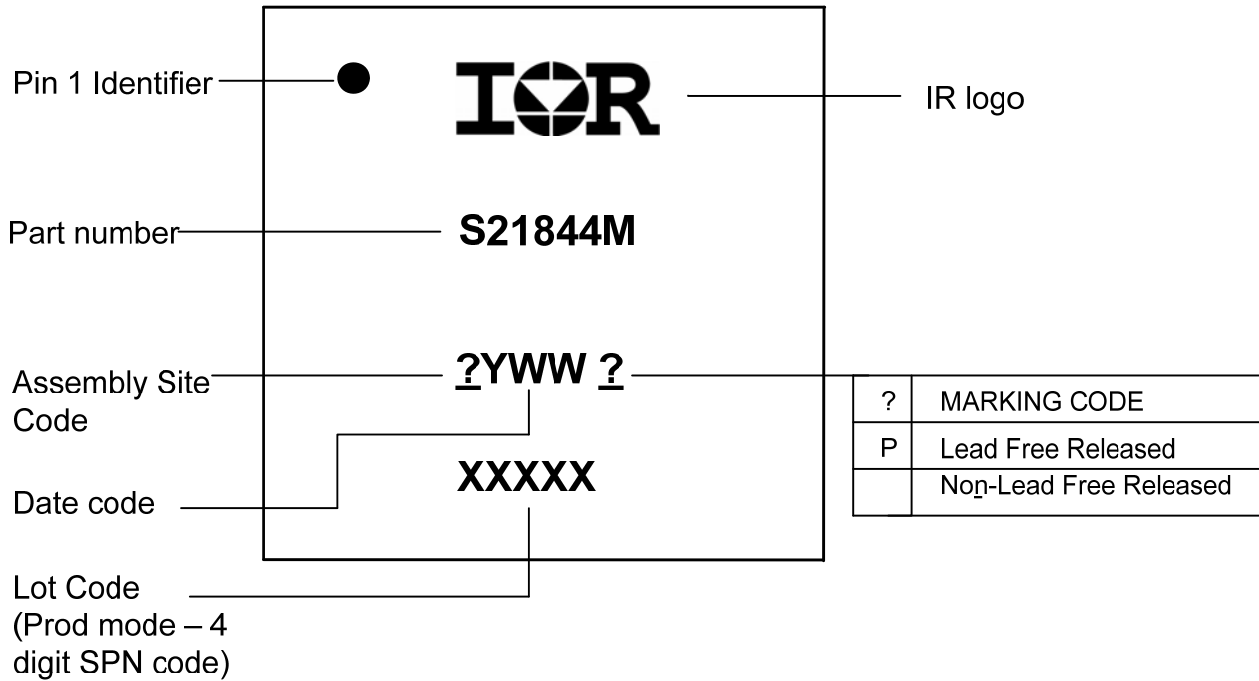 Pin 1 Identifier
IOR
IR logo
Part number
S21844M
Assembly Site
Code
?YWW ?
? MARKING CODE
P Lead Free Released
Non-Lead Free Released
Date code
XXXXX
Lot Code
(Prod mode – 4
digit SPN code)